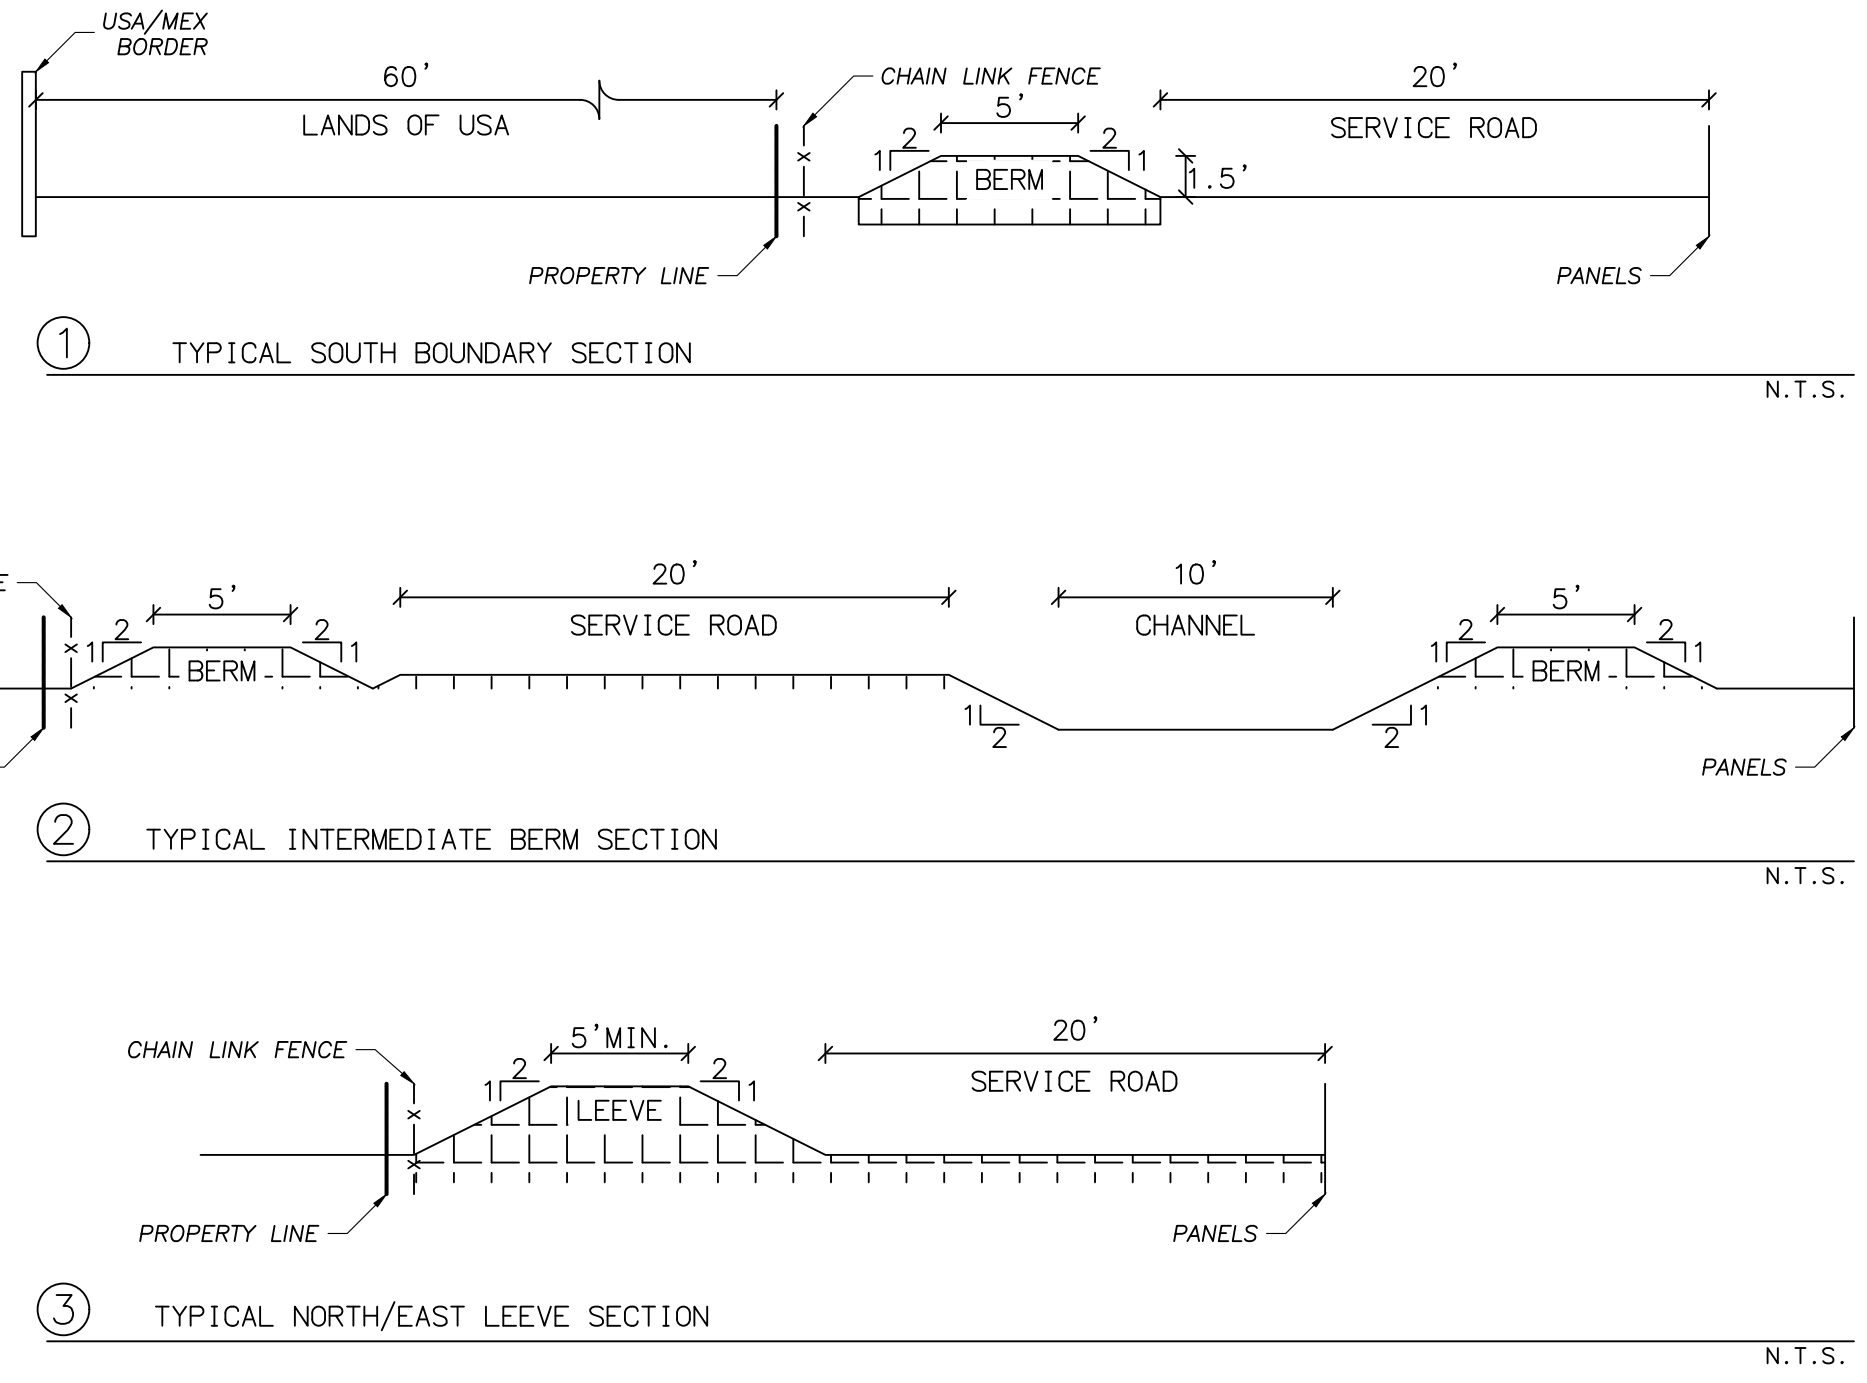 USA/MEX
BORDER
60'
LANDS OF USA
CHAIN LINK FENCE
5'
20'
SERVICE ROAD
1
2
2
1
BERM
1.5'
PROPERTY LINE
PANELS
1
TYPICAL SOUTH BOUNDARY SECTION
N.T.S.
E
5'
20'
SERVICE ROAD
10'
CHANNEL
5'
1
2
2
1
BERM
1
2
2
1
1
2
2
1
BERM
PANELS
2
TYPICAL INTERMEDIATE BERM SECTION
N.T.S.
CHAIN LINK FENCE
5'MIN.
20'
SERVICE ROAD
1
2
2
1
LEEVE
PROPERTY LINE
PANELS
3
TYPICAL NORTH/EAST LEEVE SECTION
N.T.S.